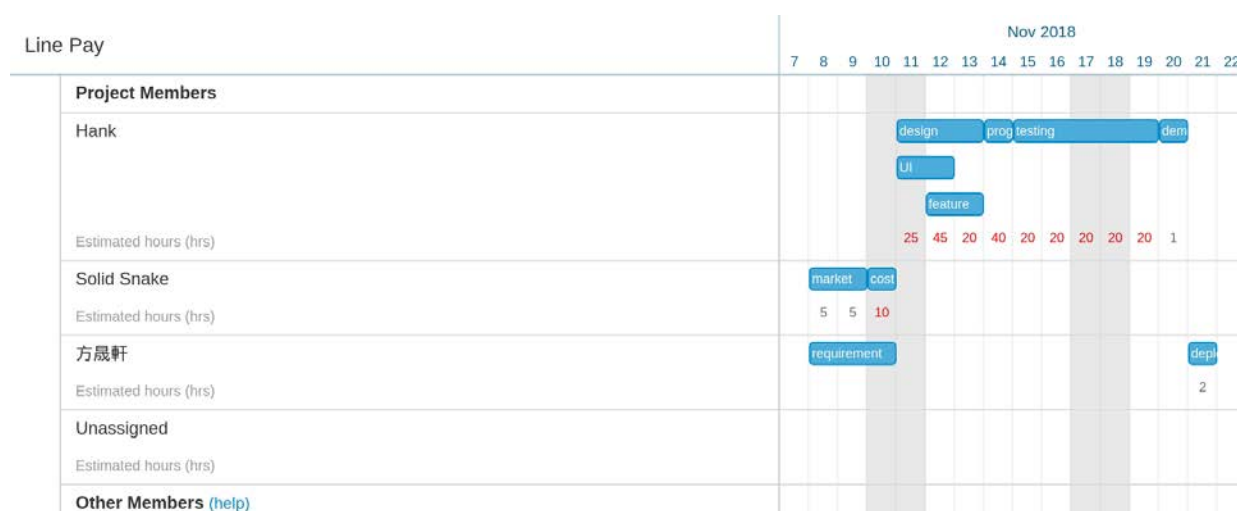 Line Pay
Nov 2018
7 8 9 10 11 12 13 14 15 16 17 18 19 20 21 22
Project Members
Hank
design prog testing dem
UI
feature
Estimated hours (hrs) 25 45 20 40 20 20 20 20 20 1
Solid Snake
market cost
Estimated hours (hrs) 5 5 10
方晟軒
requirement deplo
Estimated hours (hrs) 2
Unassigned
Estimated hours (hrs)
Other Members (help)